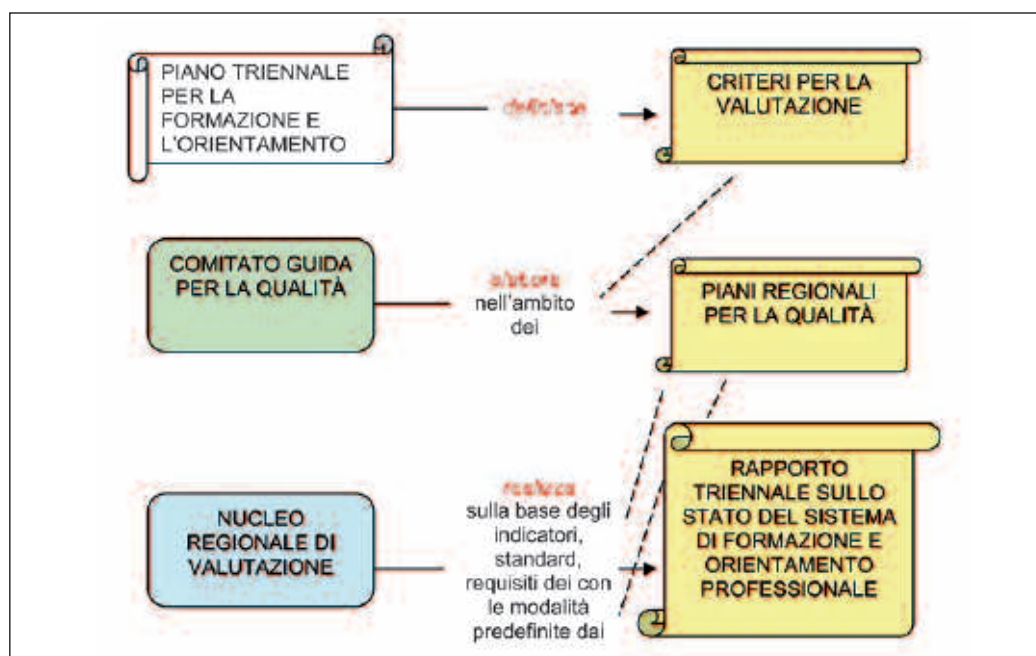 PIANO TRIENNALE
PER LA
FORMAZIONE E
L'ORIENTAMENTO
definisce
CRITERI PER LA
VALUTAZIONE
COMITATO GUIDA
PER LA QUALITÀ
nell'ambito
dei
PIANI REGIONALI
PER LA QUALITÀ
NUCLEO
REGIONALE DI
VALUTAZIONE
realizza
sulla base degli
indicatori,
standard,
requisiti dei con
le modalità
predefinite dai
RAPPORTO
TRIENNALE SULLO
STATO DEL SISTEMA
DI FORMAZIONE E
ORIENTAMENTO
PROFESSIONALE